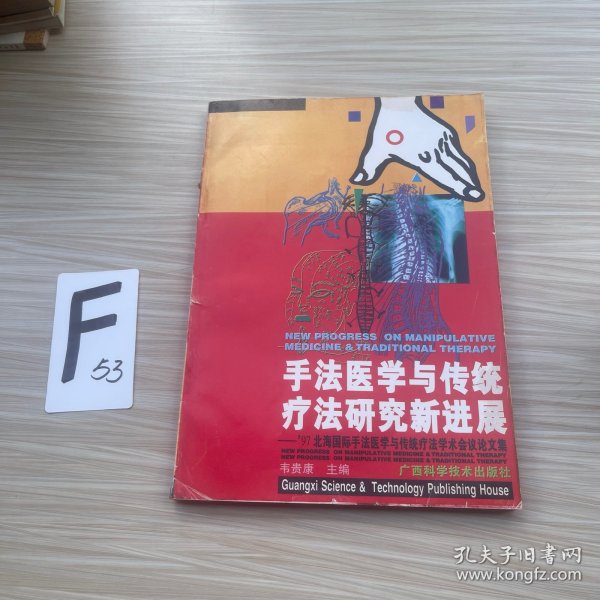 NEW PROGRESS ON MANIPULATIVE
MEDICINE & TRADITIONAL THERAPY
手法医学与传统
疗法研究新进展
——'97北海国际手法医学与传统疗法学术会议论文集
NEW PROGRESS ON MANIPULATIVE MEDICINE & TRADITIONAL THERAPY
NEW PROGRESS ON MANIPULATIVE MEDICINE & TRADITIONAL THERAPY
韦贵康 主编 广西科学技术出版社
Guangxi Science & Technology Publishing House
F
53
孔夫子旧书网
www.kongfz.com